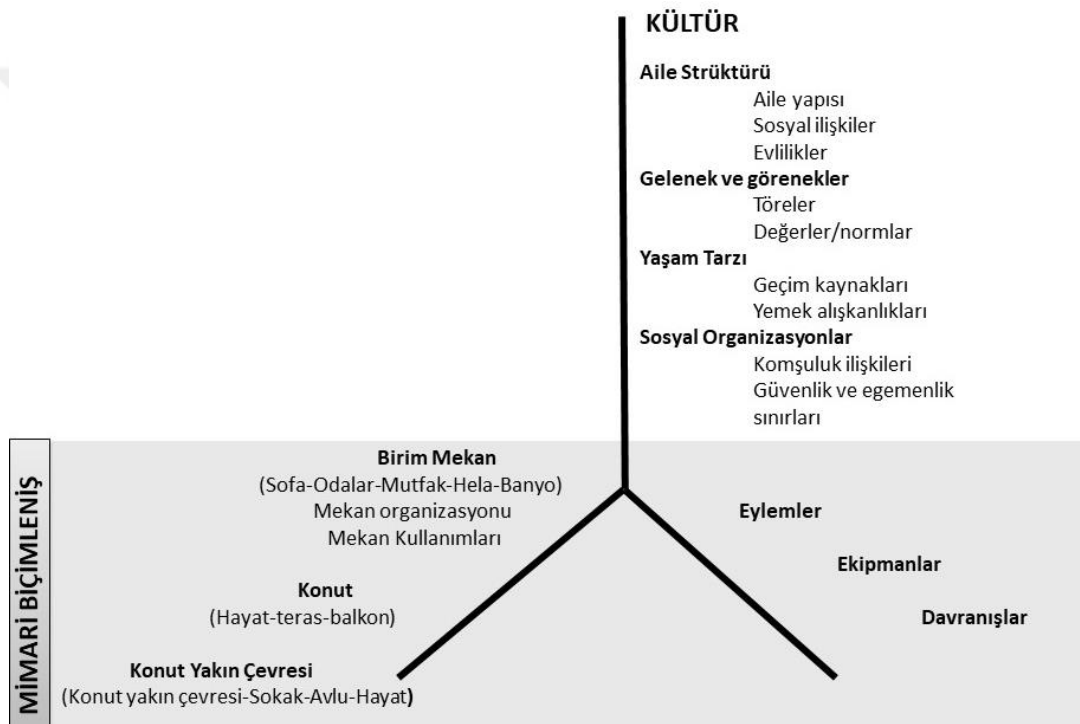 KÜLTÜR
Aile Strüktürü
Aile yapısı
Sosyal ilişkiler
Evlilikler
Gelenek ve görenekler
Töreler
Değerler/normlar
Yaşam Tarzı
Geçim kaynakları
Yemek alışkanlıkları
Sosyal Organizasyonlar
Komşuluk ilişkileri
Güvenlik ve egemenlik
sınırları
MİMARİ BİÇİMLENİŞ
Birim Mekan
(Sofa-Odalar-Mutfak-Hela-Banyo)
Mekan organizasyonu
Mekan Kullanımları
Konut
(Hayat-teras-balkon)
Konut Yakın Çevresi
(Konut yakın çevresi-Sokak-Avlu-Hayat)
Eylemler
Ekipmanlar
Davranışlar